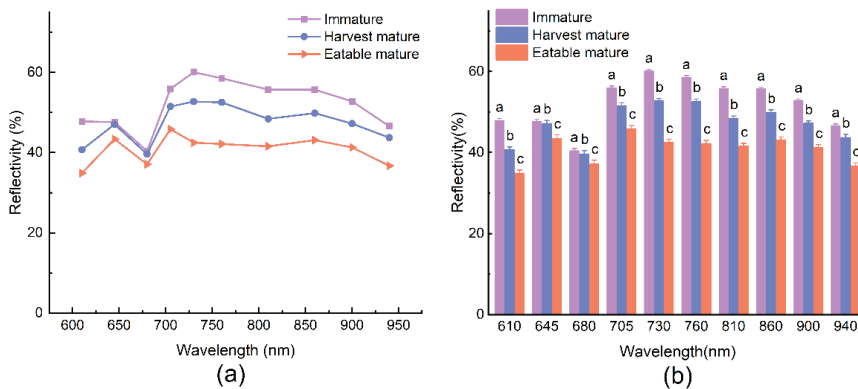 Immature
Harvest mature
Eatable mature
Reflectivity (%)
60
40
20
0
600 650 700 750 800 850 900 950
Wavelength (nm)
(a)
Immature
Harvest mature
Eatable mature
Reflectivity(%)
60
40
20
0
a b c a b c a b c a b c a b c a b c a b c a b c a b c a b c
610 645 680 705 730 760 810 860 900 940
Wavelength(nm)
(b)